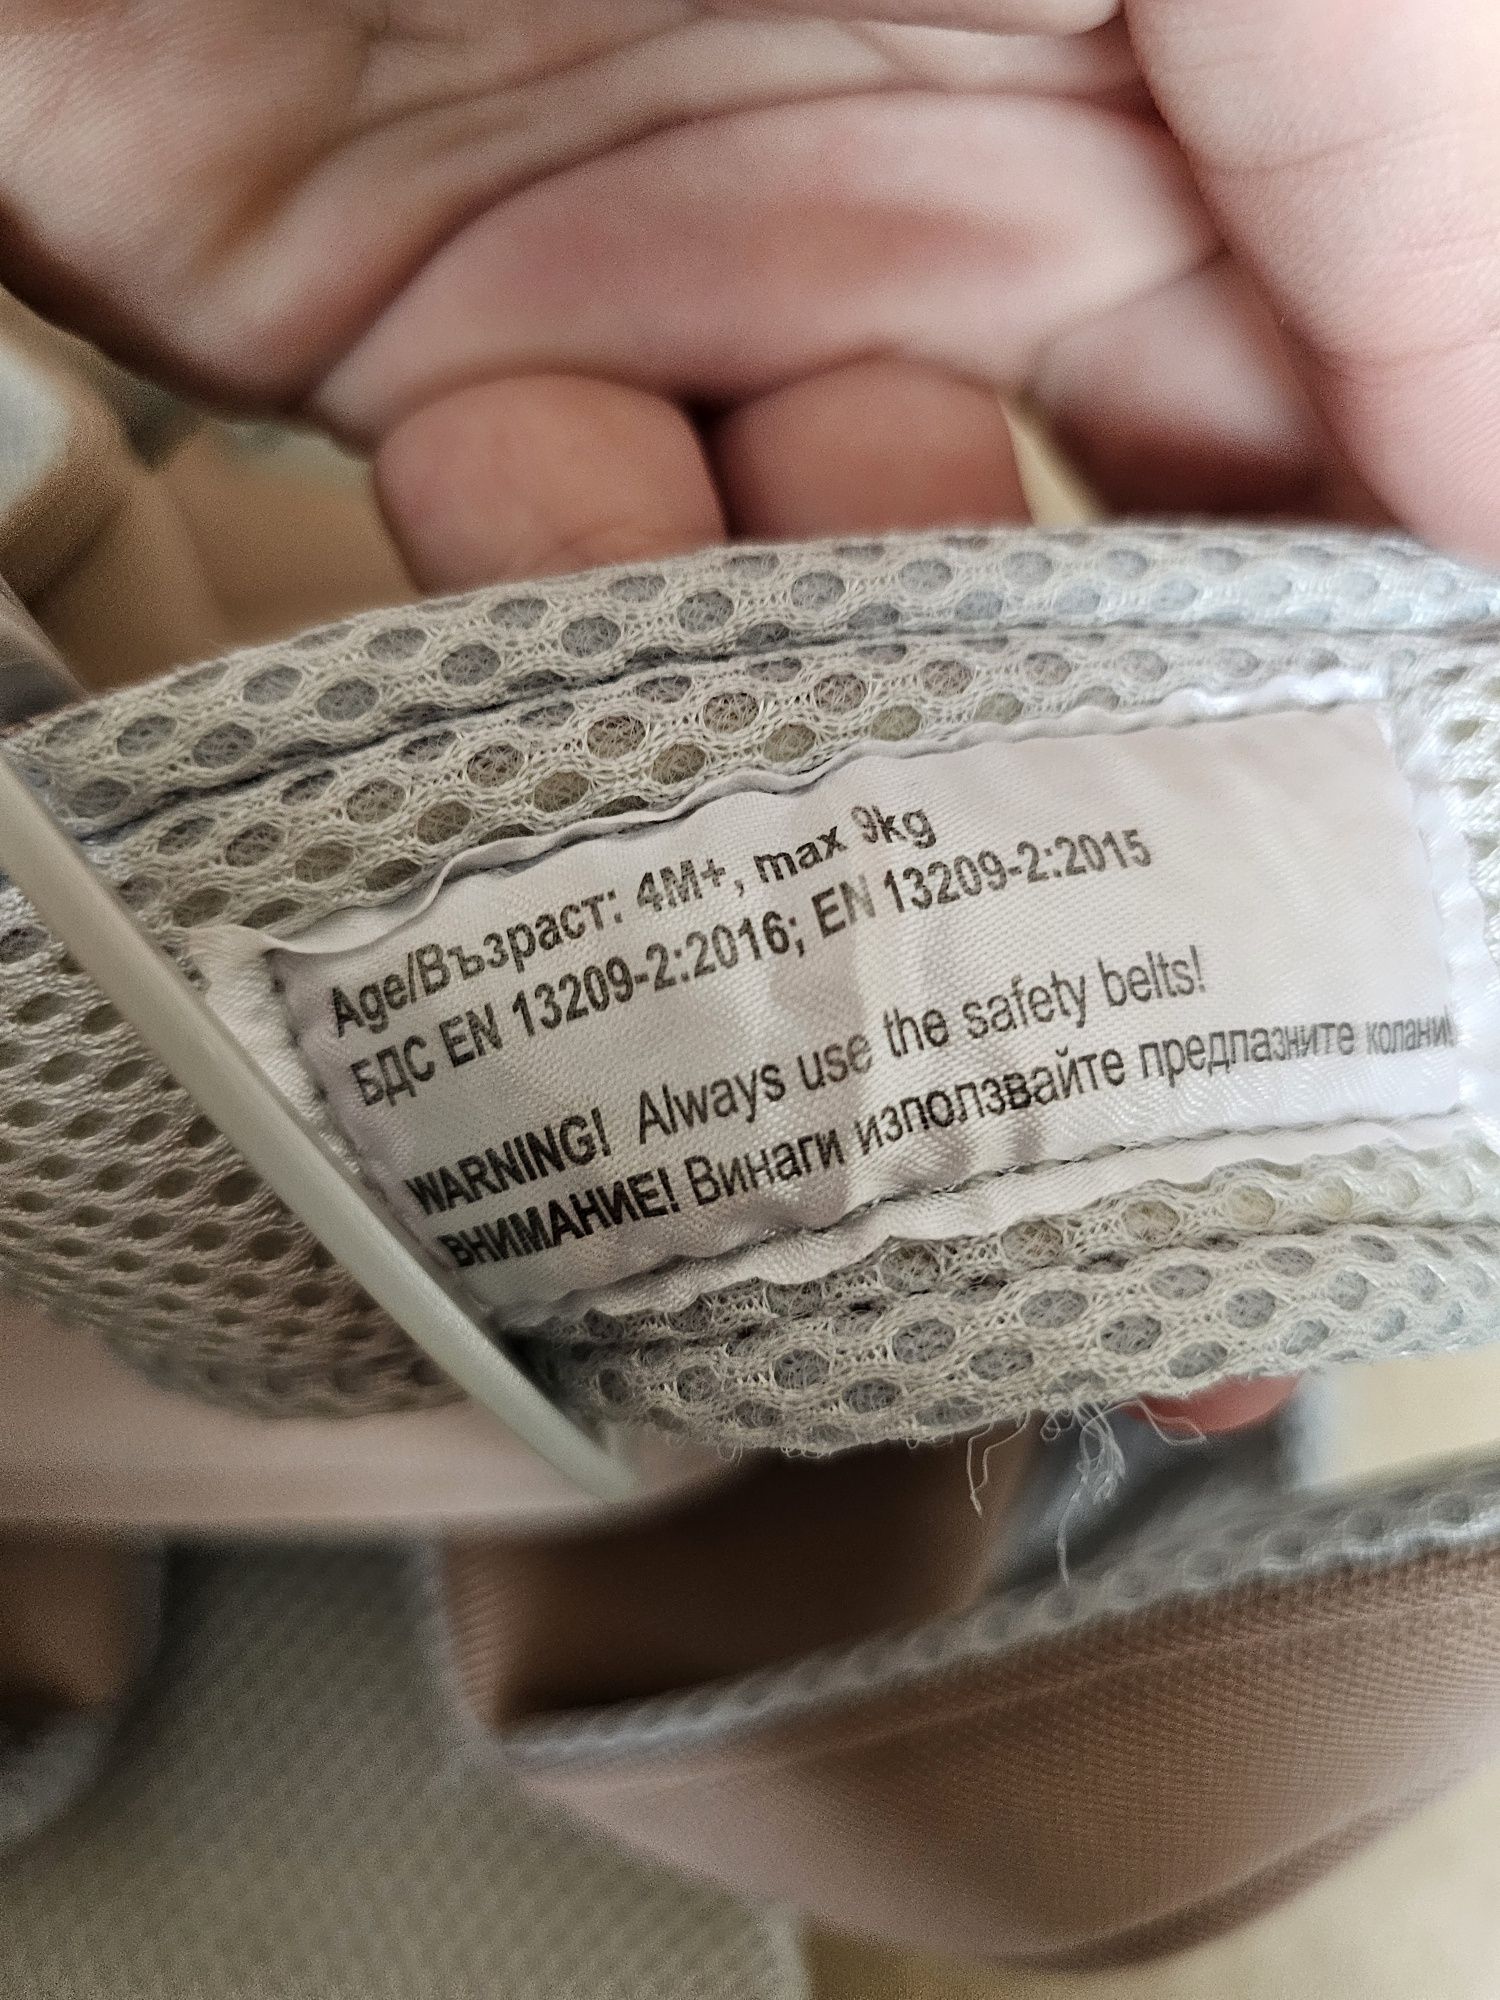 Age/Възраст: 4M+, max 9kg
БДС EN 13209-2:2016; EN 13209-2:2015
WARNING! Always use the safety belts!
ВНИМАНИЕ! Винаги използвайте предпазните колани!